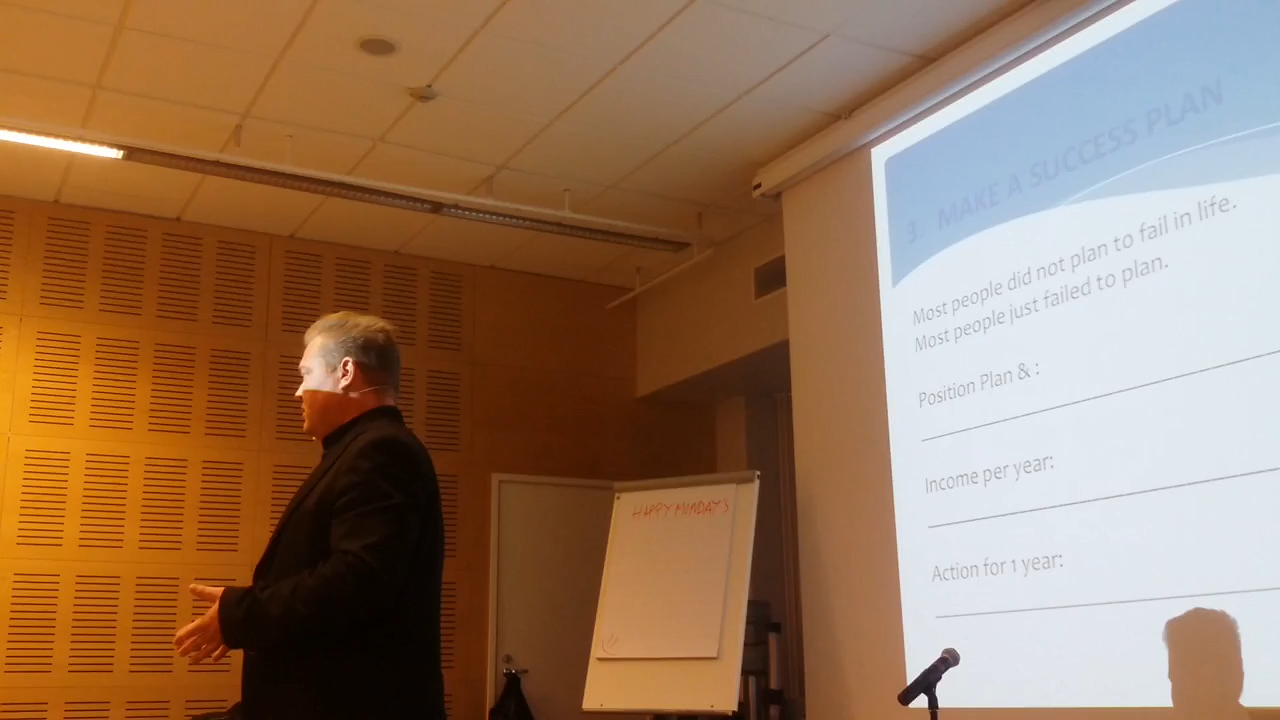 3. MAKE A SUCCESS PLAN
Most people did not plan to fail in life.
Most people just failed to plan.
Position Plan & :
Income per year:
Action for 1 year:
HAPPY MUNDAY'S